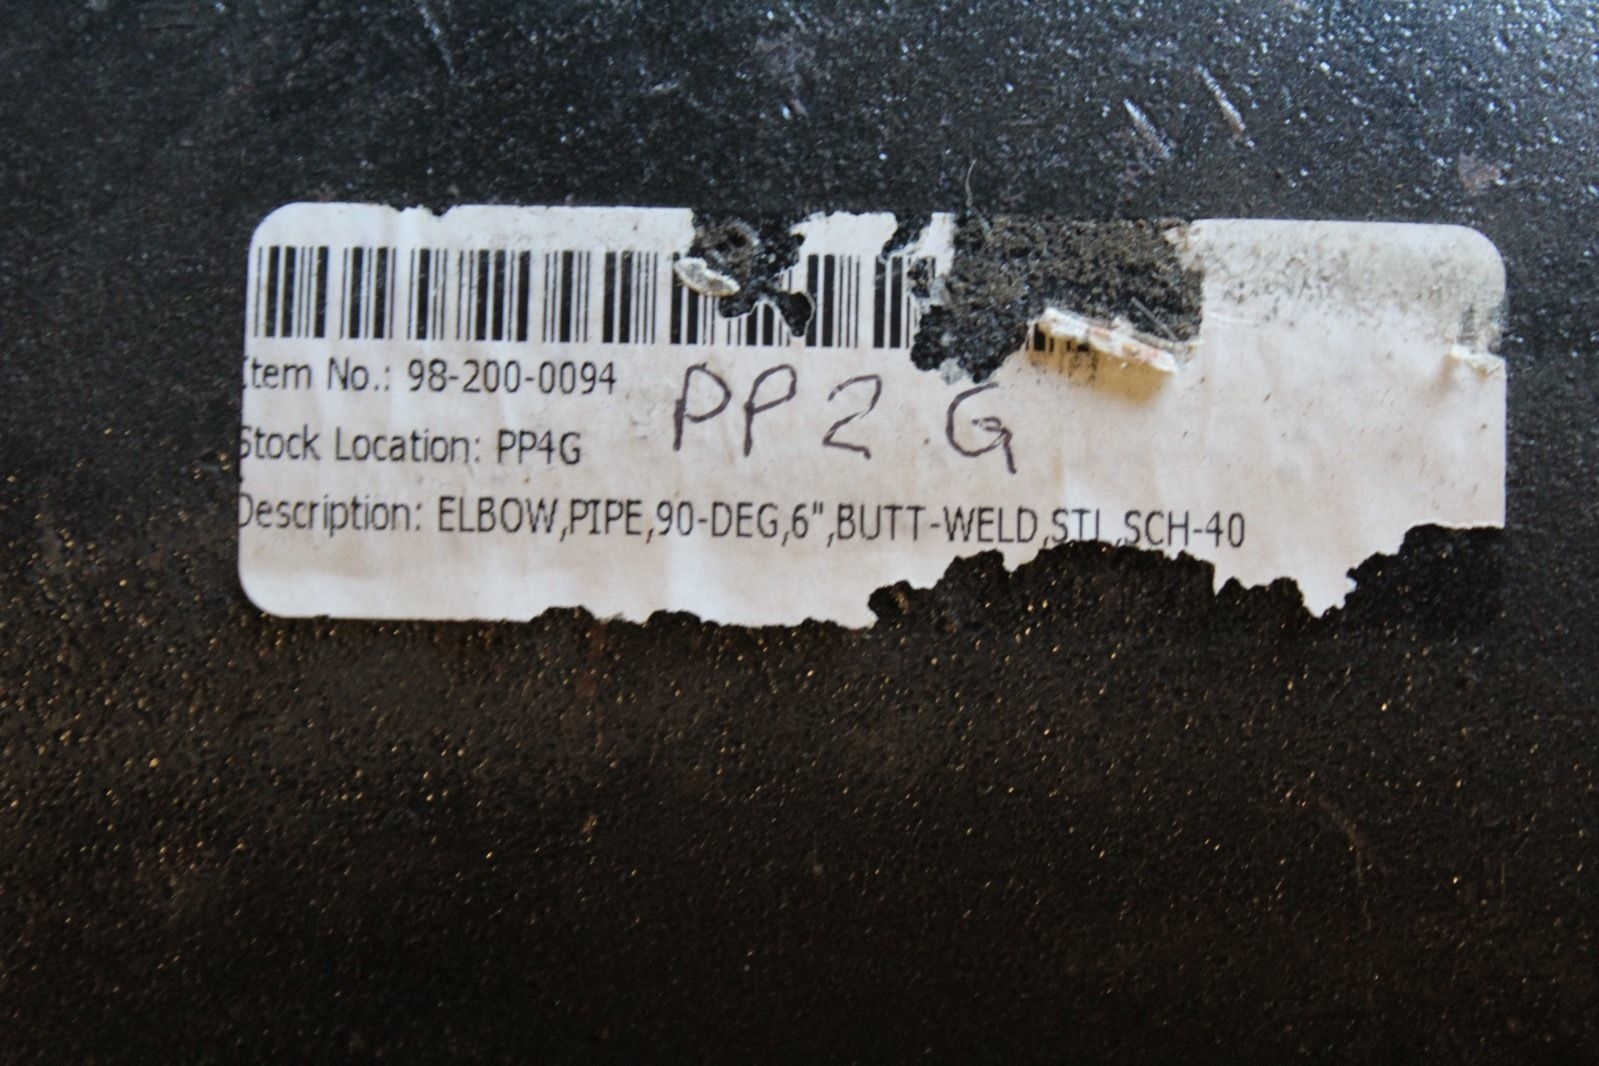 Item No.: 98-200-0094
PP2 G
Stock Location: PP4G
Description: ELBOW,PIPE,90-DEG,6",BUTT-WELD,STL,SCH-40